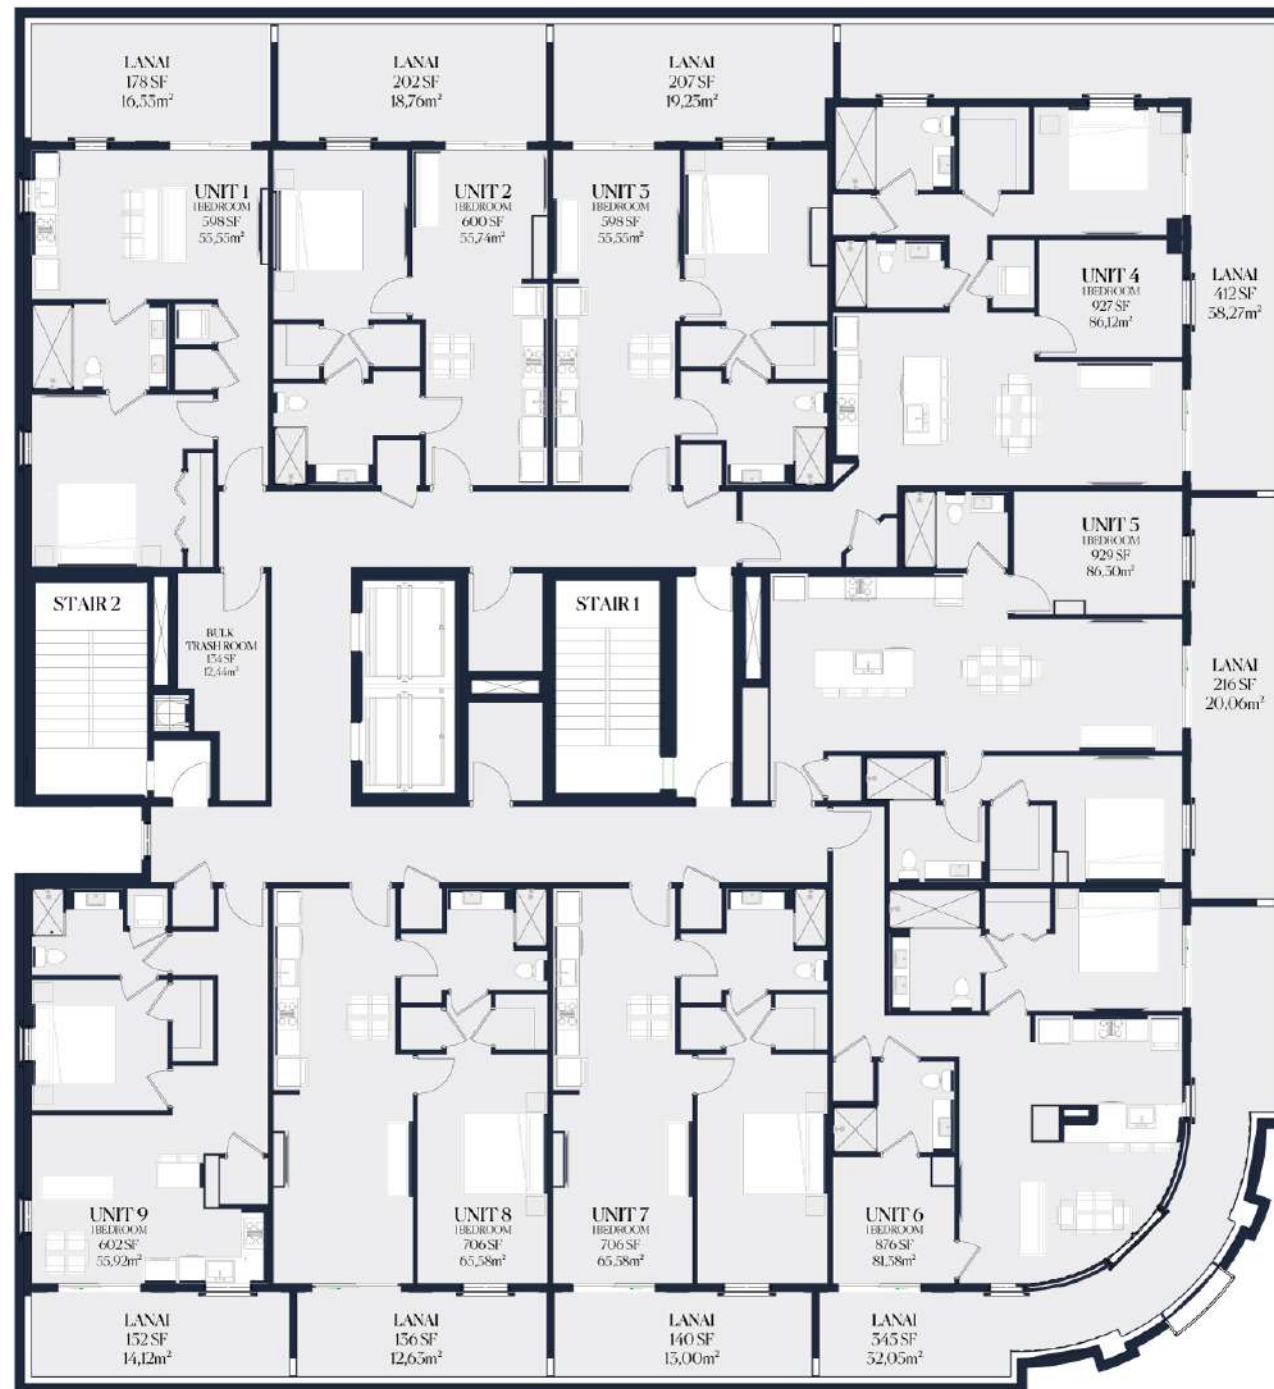 LANAI
178 SF
16,53m²
LANAI
202 SF
18,76m²
LANAI
207 SF
19,23m²
UNIT 1
1 BEDROOM
598 SF
55,55m²
UNIT 2
1 BEDROOM
600 SF
55,74m²
UNIT 3
1 BEDROOM
598 SF
55,55m²
UNIT 4
1 BEDROOM
927 SF
86,12m²
LANAI
412 SF
38,27m²
UNIT 5
1 BEDROOM
929 SF
86,30m²
STAIR 2
BULK
TRASH ROOM
134 SF
12,44m²
STAIR 1
LANAI
216 SF
20,06m²
UNIT 9
1 BEDROOM
602 SF
55,92m²
UNIT 8
1 BEDROOM
706 SF
65,58m²
UNIT 7
1 BEDROOM
706 SF
65,58m²
UNIT 6
1 BEDROOM
876 SF
81,38m²
LANAI
152 SF
14,12m²
LANAI
136 SF
12,63m²
LANAI
140 SF
13,00m²
LANAI
345 SF
32,05m²